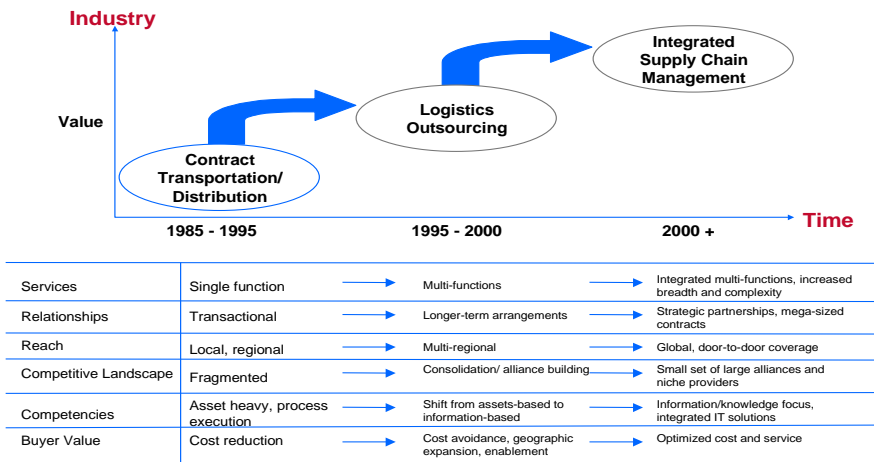 Industry
Value
Contract
Transportation/
Distribution
Logistics
Outsourcing
Integrated
Supply Chain
Management
Time
1985 - 1995
1995 - 2000
2000 +
Services
Single function
Multi-functions
Integrated multi-functions, increased
breadth and complexity
Relationships
Transactional
Longer-term arrangements
Strategic partnerships, mega-sized
contracts
Reach
Local, regional
Multi-regional
Global, door-to-door coverage
Competitive Landscape
Fragmented
Consolidation/ alliance building
Small set of large alliances and
niche providers
Competencies
Asset heavy, process
execution
Shift from assets-based to
information-based
Information/knowledge focus,
integrated IT solutions
Buyer Value
Cost reduction
Cost avoidance, geographic
expansion, enablement
Optimized cost and service